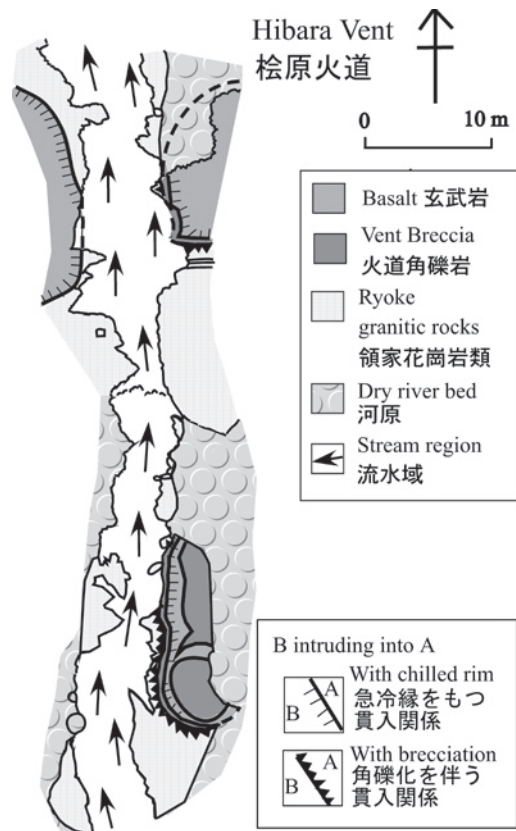 Hibara Vent
桧原火道
0 10 m
Basalt 玄武岩
Vent Breccia
火道角礫岩
Ryoke
granitic rocks
領家花崗岩類
Dry river bed
河原
Stream region
流水域
B intruding into A
With chilled rim
急冷縁をもつ
貫入関係
A
B
With brecciation
角礫化を伴う
貫入関係
A
B